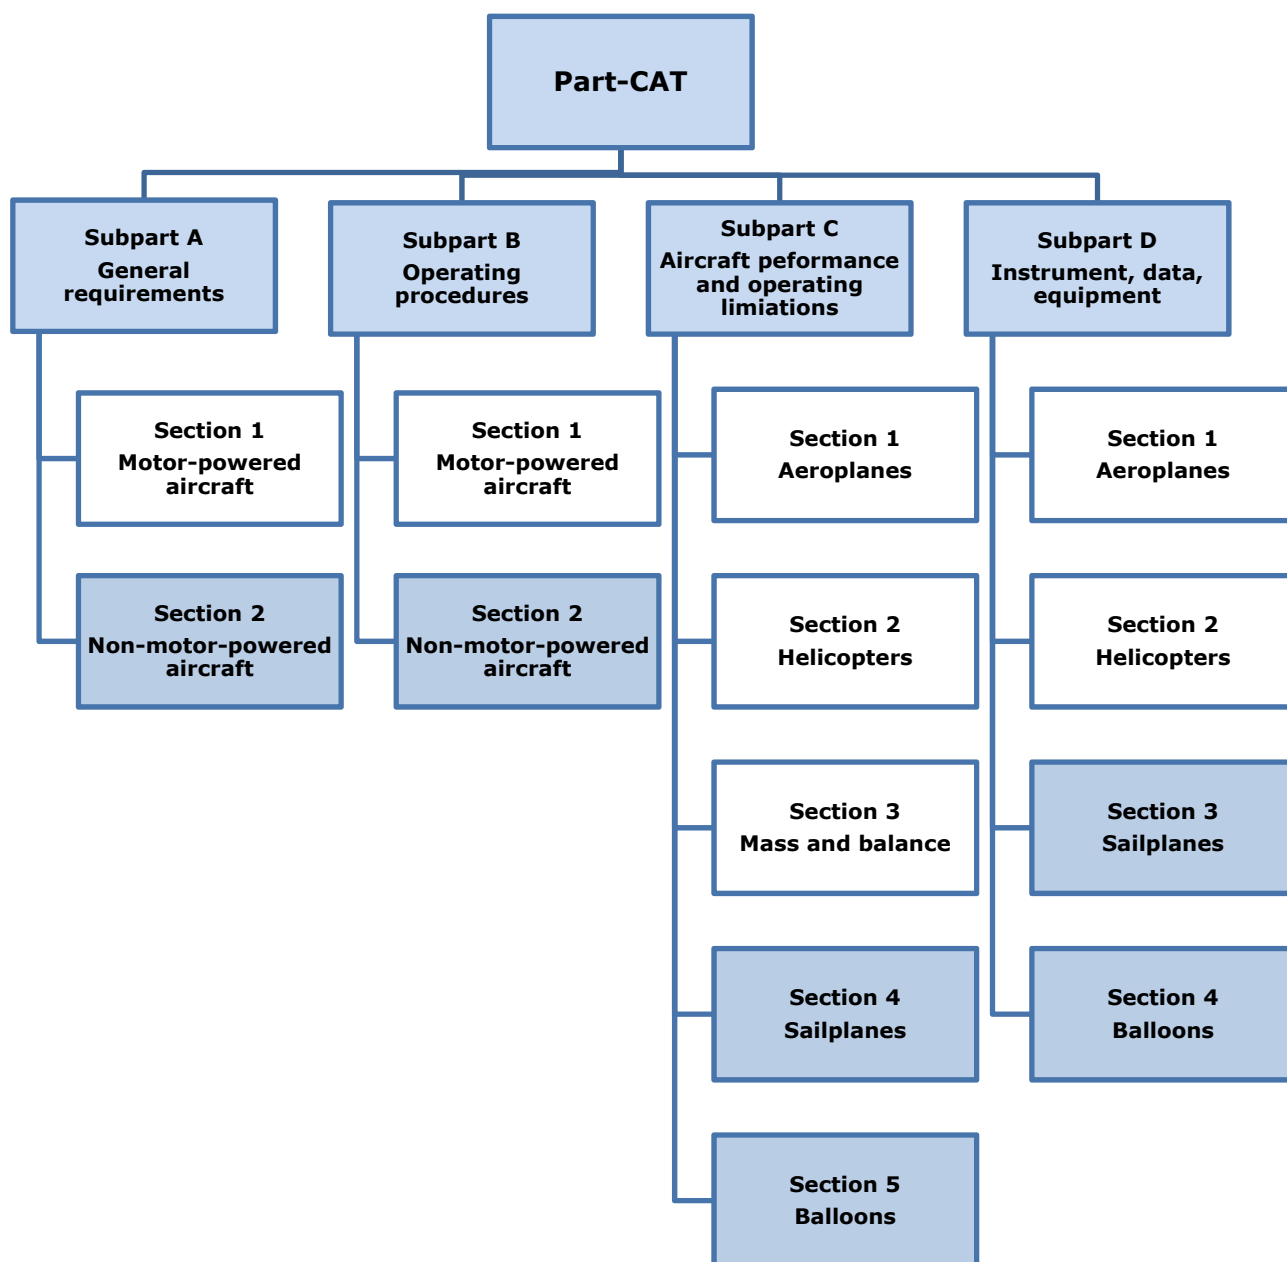 Part-CAT
Subpart A
General
requirements
Section 1
Motor-powered
aircraft
Section 2
Non-motor-powered
aircraft
Subpart B
Operating
procedures
Section 1
Motor-powered
aircraft
Section 2
Non-motor-powered
aircraft
Subpart C
Aircraft peformance
and operating
limiations
Section 1
Aeroplanes
Section 2
Helicopters
Section 3
Mass and balance
Section 4
Sailplanes
Section 5
Balloons
Subpart D
Instrument, data,
equipment
Section 1
Aeroplanes
Section 2
Helicopters
Section 3
Sailplanes
Section 4
Balloons